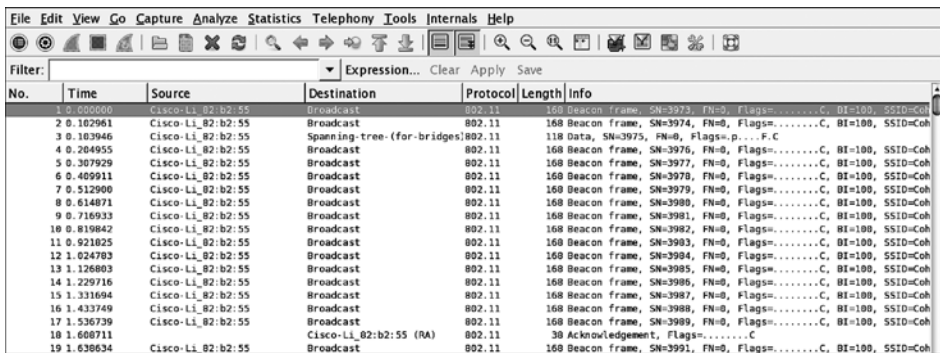 File Edit View Go Capture Analyze Statistics Telephony Tools Internals Help
Filter: Expression... Clear Apply Save
No. Time Source Destination Protocol Length Info
1 0.000000 Cisco-Li_82:b2:55 Broadcast 802.11 168 Beacon frame, SN=3973, FN=0, Flags=........C, BI=100, SSID=Coh
2 0.102961 Cisco-Li_82:b2:55 Broadcast 802.11 168 Beacon frame, SN=3974, FN=0, Flags=........C, BI=100, SSID=Coh
3 0.103946 Cisco-Li_82:b2:55 Spanning-tree-(for-bridges) 802.11 118 Data, SN=3975, FN=0, Flags=.p....F.C
4 0.204955 Cisco-Li_82:b2:55 Broadcast 802.11 168 Beacon frame, SN=3976, FN=0, Flags=........C, BI=100, SSID=Coh
5 0.307929 Cisco-Li_82:b2:55 Broadcast 802.11 168 Beacon frame, SN=3977, FN=0, Flags=........C, BI=100, SSID=Coh
6 0.409911 Cisco-Li_82:b2:55 Broadcast 802.11 168 Beacon frame, SN=3978, FN=0, Flags=........C, BI=100, SSID=Coh
7 0.512900 Cisco-Li_82:b2:55 Broadcast 802.11 168 Beacon frame, SN=3979, FN=0, Flags=........C, BI=100, SSID=Coh
8 0.614871 Cisco-Li_82:b2:55 Broadcast 802.11 168 Beacon frame, SN=3980, FN=0, Flags=........C, BI=100, SSID=Coh
9 0.716933 Cisco-Li_82:b2:55 Broadcast 802.11 168 Beacon frame, SN=3981, FN=0, Flags=........C, BI=100, SSID=Coh
10 0.819842 Cisco-Li_82:b2:55 Broadcast 802.11 168 Beacon frame, SN=3982, FN=0, Flags=........C, BI=100, SSID=Coh
11 0.921825 Cisco-Li_82:b2:55 Broadcast 802.11 168 Beacon frame, SN=3983, FN=0, Flags=........C, BI=100, SSID=Coh
12 1.024783 Cisco-Li_82:b2:55 Broadcast 802.11 168 Beacon frame, SN=3984, FN=0, Flags=........C, BI=100, SSID=Coh
13 1.126803 Cisco-Li_82:b2:55 Broadcast 802.11 168 Beacon frame, SN=3985, FN=0, Flags=........C, BI=100, SSID=Coh
14 1.229716 Cisco-Li_82:b2:55 Broadcast 802.11 168 Beacon frame, SN=3986, FN=0, Flags=........C, BI=100, SSID=Coh
15 1.331694 Cisco-Li_82:b2:55 Broadcast 802.11 168 Beacon frame, SN=3987, FN=0, Flags=........C, BI=100, SSID=Coh
16 1.433749 Cisco-Li_82:b2:55 Broadcast 802.11 168 Beacon frame, SN=3988, FN=0, Flags=........C, BI=100, SSID=Coh
17 1.536739 Cisco-Li_82:b2:55 Broadcast 802.11 168 Beacon frame, SN=3989, FN=0, Flags=........C, BI=100, SSID=Coh
18 1.608711 Cisco-Li_82:b2:55 (RA) 802.11 38 Acknowledgement, Flags=........C
19 1.638634 Cisco-Li_82:b2:55 Broadcast 802.11 168 Beacon frame, SN=3991, FN=0, Flags=........C, BI=100, SSID=Coh